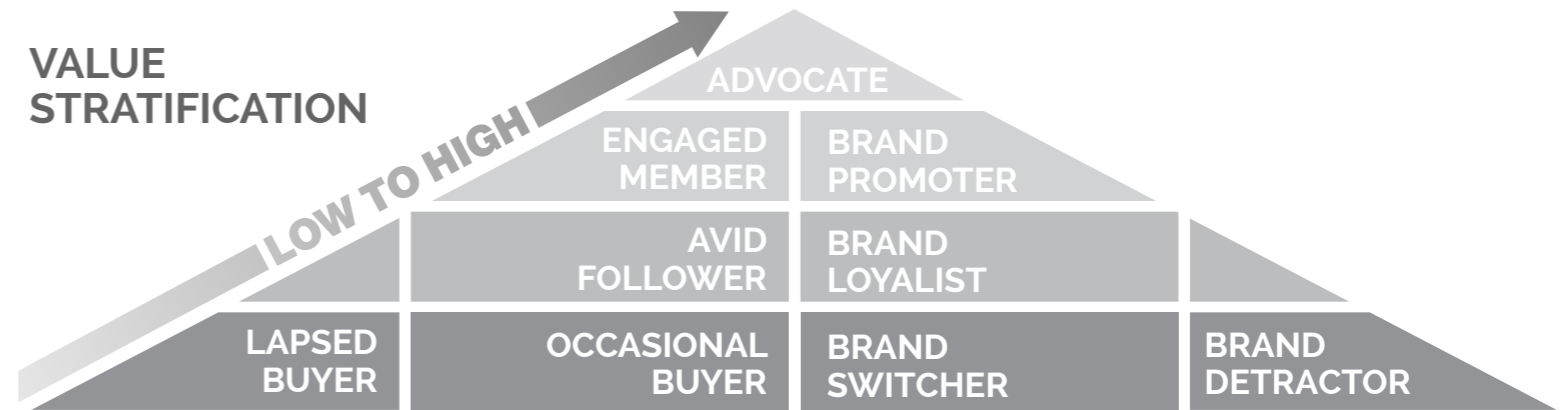 VALUE
STRATIFICATION
LOW TO HIGH
ADVOCATE
ENGAGED
MEMBER
BRAND
PROMOTER
AVID
FOLLOWER
BRAND
LOYALIST
LAPSED
BUYER
OCCASIONAL
BUYER
BRAND
SWITCHER
BRAND
DETRACTOR